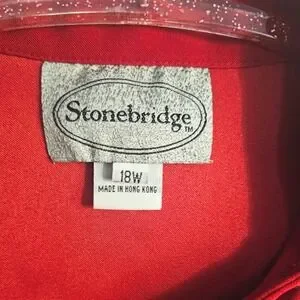 Stonebridge ™
18W
MADE IN HONG KONG